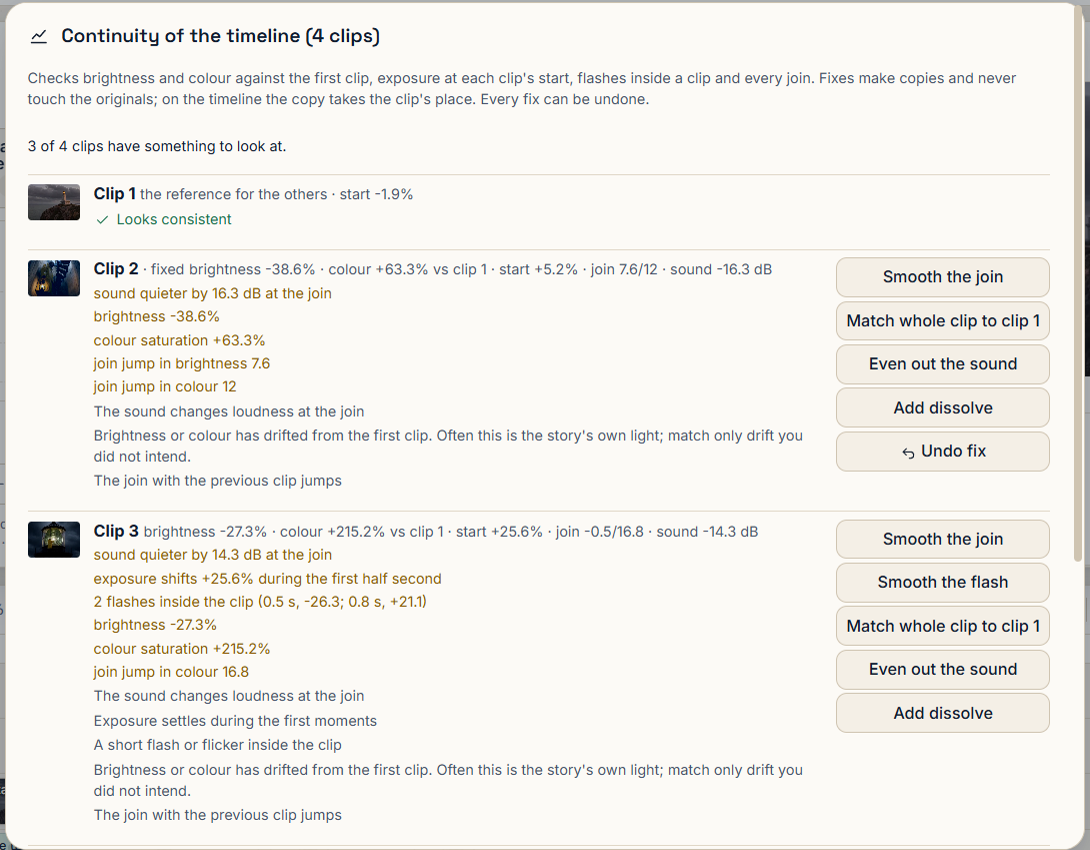 Continuity of the timeline (4 clips)
Checks brightness and colour against the first clip, exposure at each clip's start, flashes inside a clip and every join. Fixes make copies and never
touch the originals; on the timeline the copy takes the clip's place. Every fix can be undone.
3 of 4 clips have something to look at.
Clip 1 the reference for the others · start -1.9%
✓ Looks consistent
Clip 2 · fixed brightness -38.6% · colour +63.3% vs clip 1 · start +5.2% · join 7.6/12 · sound -16.3 dB
sound quieter by 16.3 dB at the join
brightness -38.6%
colour saturation +63.3%
join jump in brightness 7.6
join jump in colour 12
The sound changes loudness at the join
Brightness or colour has drifted from the first clip. Often this is the story's own light; match only drift you
did not intend.
The join with the previous clip jumps
Smooth the join
Match whole clip to clip 1
Even out the sound
Add dissolve
Undo fix
Clip 3 brightness -27.3% · colour +215.2% vs clip 1 · start +25.6% · join -0.5/16.8 · sound -14.3 dB
sound quieter by 14.3 dB at the join
exposure shifts +25.6% during the first half second
2 flashes inside the clip (0.5 s, -26.3; 0.8 s, +21.1)
brightness -27.3%
colour saturation +215.2%
join jump in colour 16.8
The sound changes loudness at the join
Exposure settles during the first moments
A short flash or flicker inside the clip
Brightness or colour has drifted from the first clip. Often this is the story's own light; match only drift you
did not intend.
The join with the previous clip jumps
Smooth the join
Smooth the flash
Match whole clip to clip 1
Even out the sound
Add dissolve